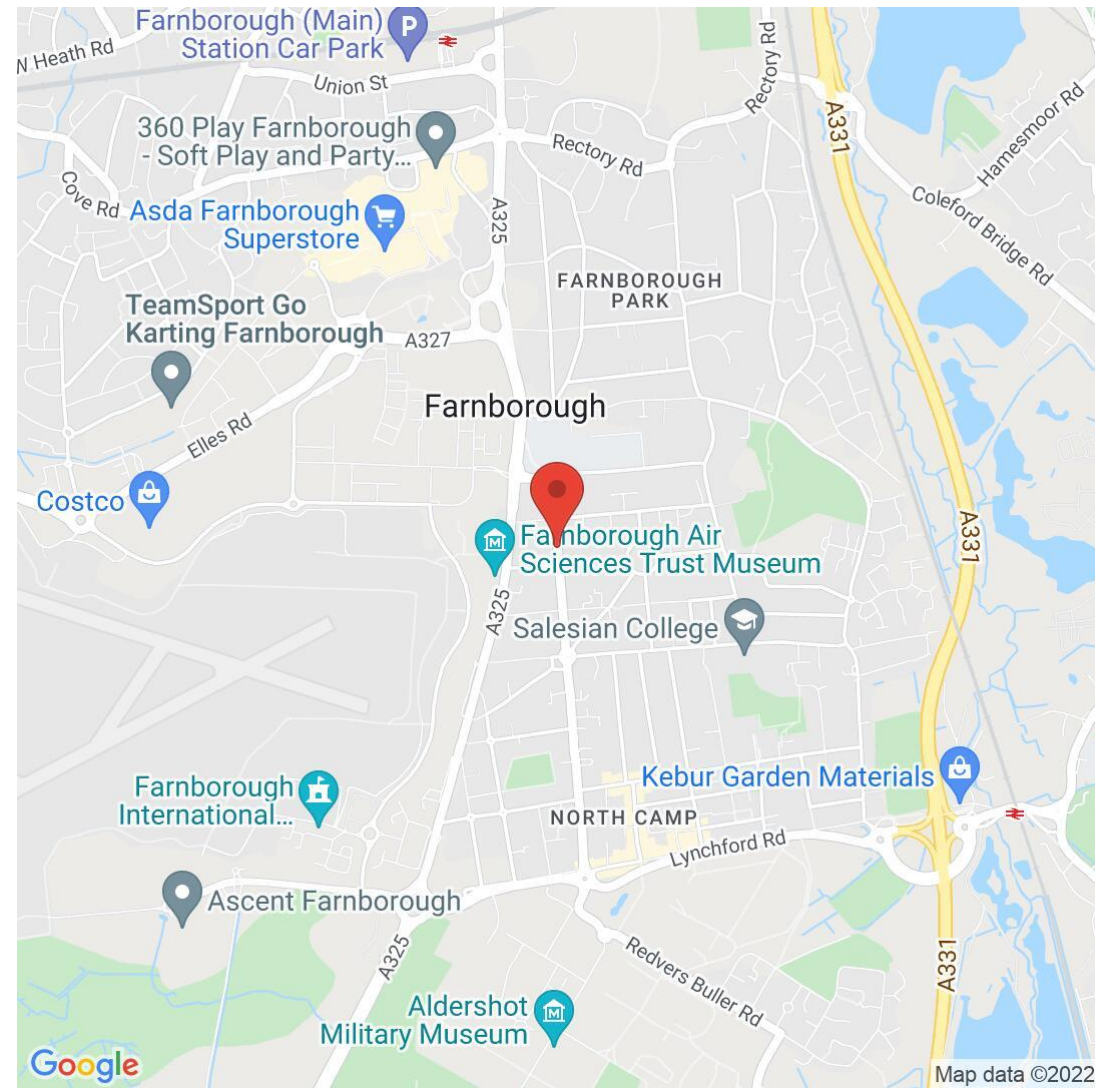 Farnborough (Main)
Station Car Park
P
W Heath Rd
Union St
Rectory Rd
A331
Hamesmoor Rd
360 Play Farnborough
- Soft Play and Party...
Rectory Rd
Cove Rd
Asda Farnborough
Superstore
A325
Coleford Bridge Rd
FARNBOROUGH
PARK
TeamSport Go
Karting Farnborough
A327
Farnborough
Elles Rd
Costco
A331
Farnborough Air
Sciences Trust Museum
A325
Salesian College
Farnborough
International...
Kebur Garden Materials
NORTH CAMP
Lynchford Rd
Ascent Farnborough
A325
Redvers Buller Rd
A331
Aldershot
Military Museum
Google
Map data ©2022